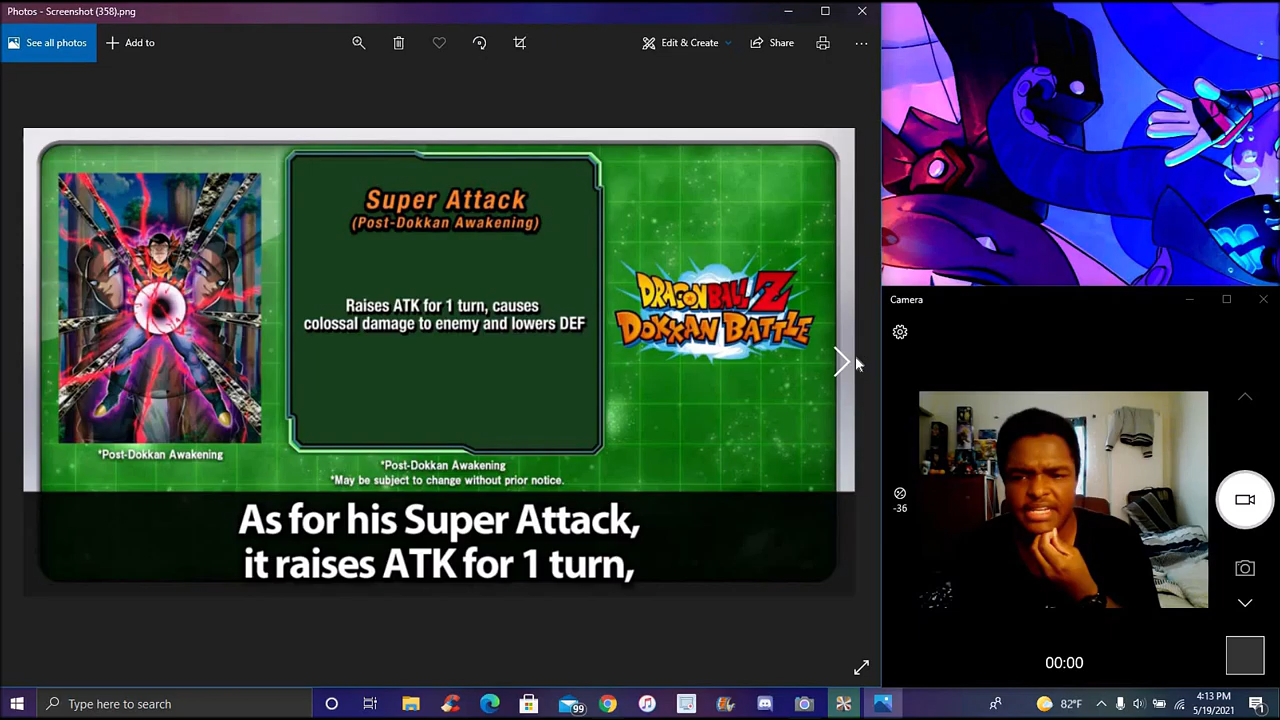 Photos - Screenshot (358).png
See all photos
Add to
Edit & Create
Share
Super Attack
(Post-Dokkan Awakening)
Raises ATK for 1 turn, causes
colossal damage to enemy and lowers DEF
DRAGON BALL Z
DOKKAN BATTLE
*Post-Dokkan Awakening
*Post-Dokkan Awakening
*May be subject to change without prior notice.
As for his Super Attack,
it raises ATK for 1 turn,
Camera
-36
00:00
Type here to search
99
82°F
4:13 PM
5/19/2021
1